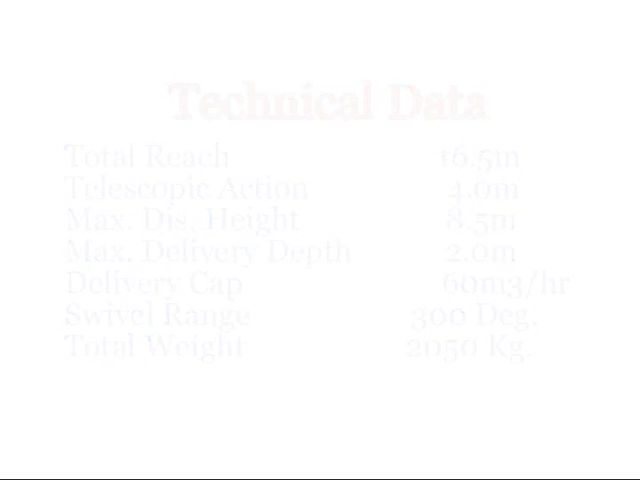 Technical Data
Total Reach 16.5m
Telescopic Action 4.0m
Max. Dis. Height 8.5m
Max. Delivery Depth 2.0m
Delivery Cap 60m3/hr
Swivel Range 300 Deg.
Total Weight 2050 Kg.